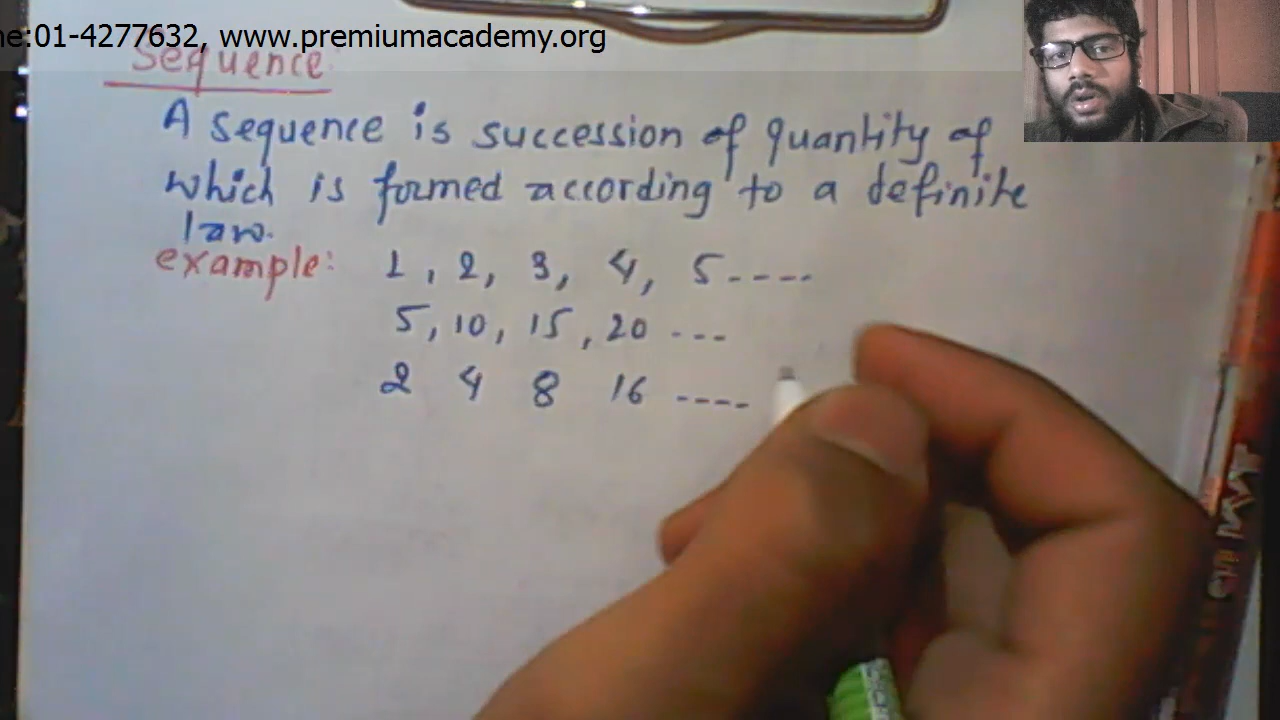 ne:01-4277632, www.premiumacademy.org
Sequence:
A sequence is succession of quantity of
which is formed according to a definite
law.
example: 1, 2, 3, 4, 5----
5, 10, 15, 20 ---
2 4 8 16 ----